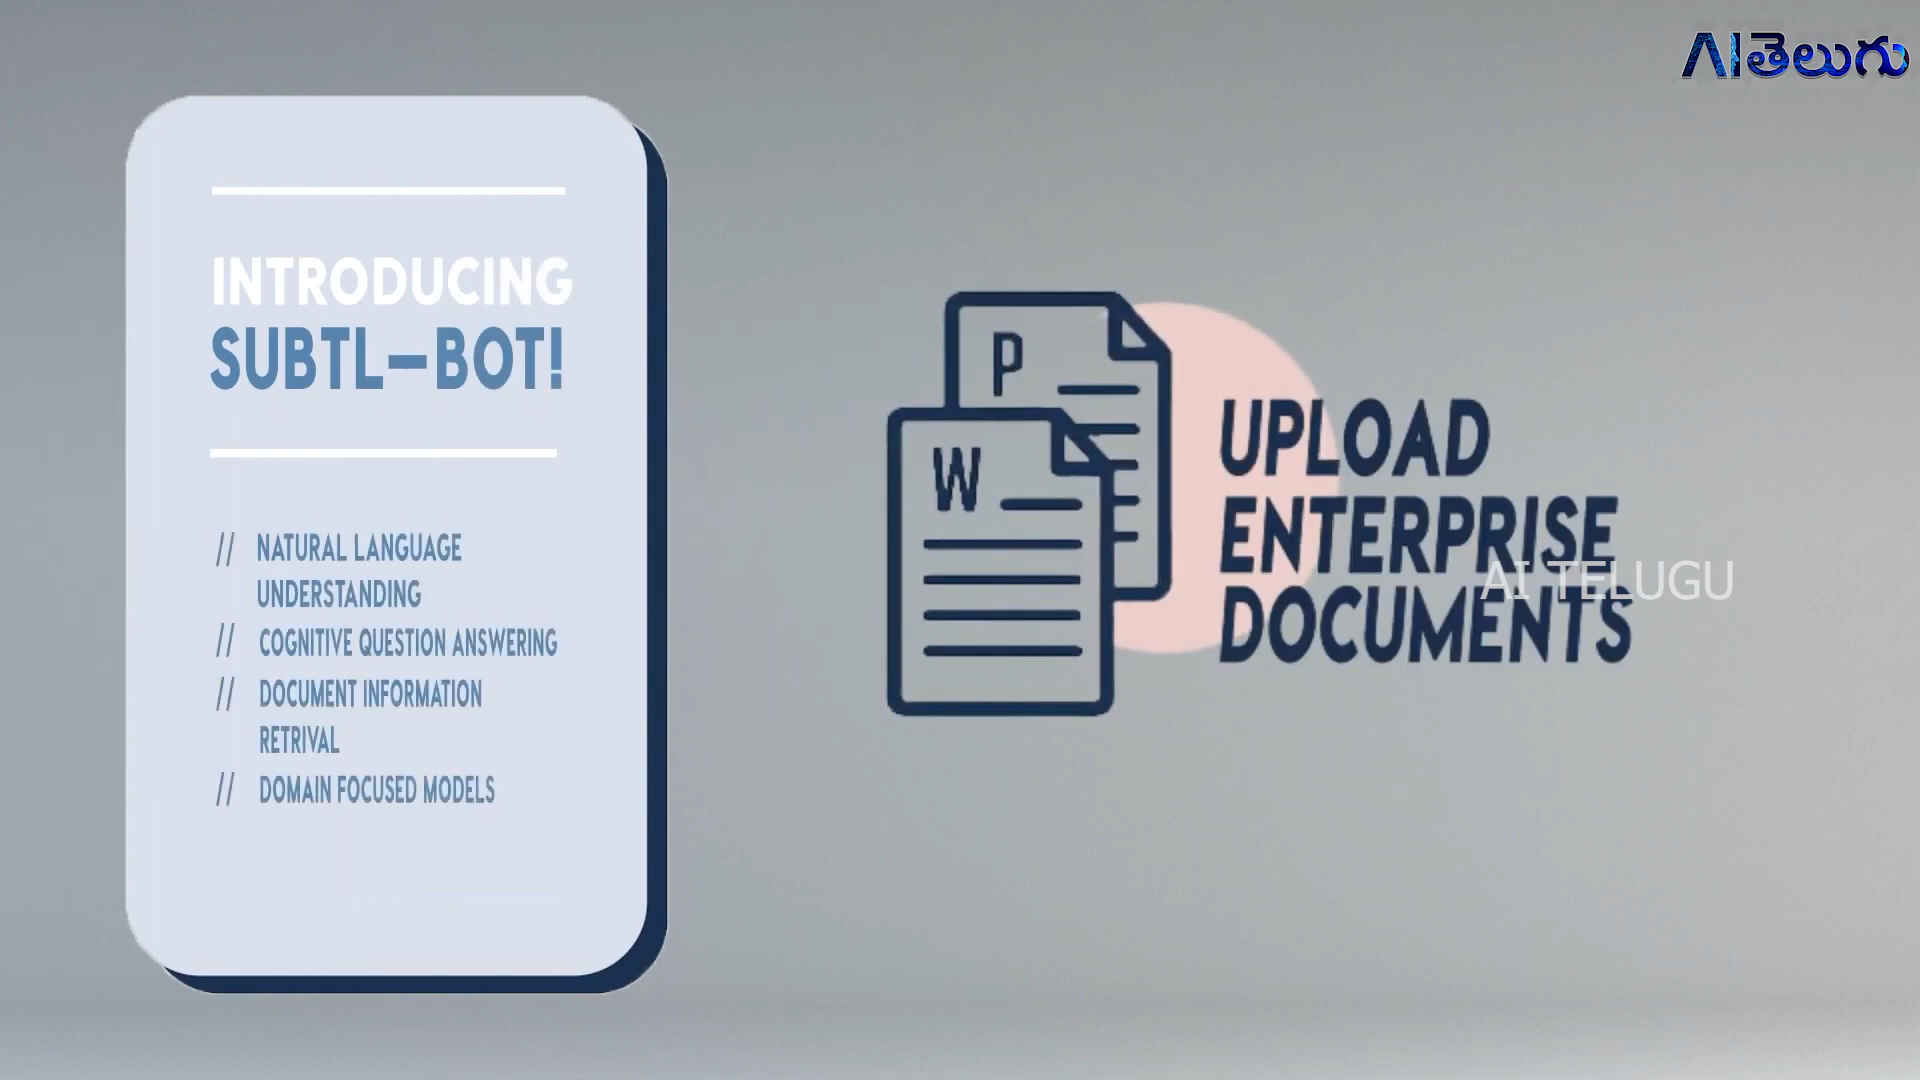 AIతెలుగు
INTRODUCING
SUBTL–BOT!
// NATURAL LANGUAGE
UNDERSTANDING
// COGNITIVE QUESTION ANSWERING
// DOCUMENT INFORMATION
RETRIVAL
// DOMAIN FOCUSED MODELS
P
W
UPLOAD
ENTERPRISE
DOCUMENTS
AI TELUGU